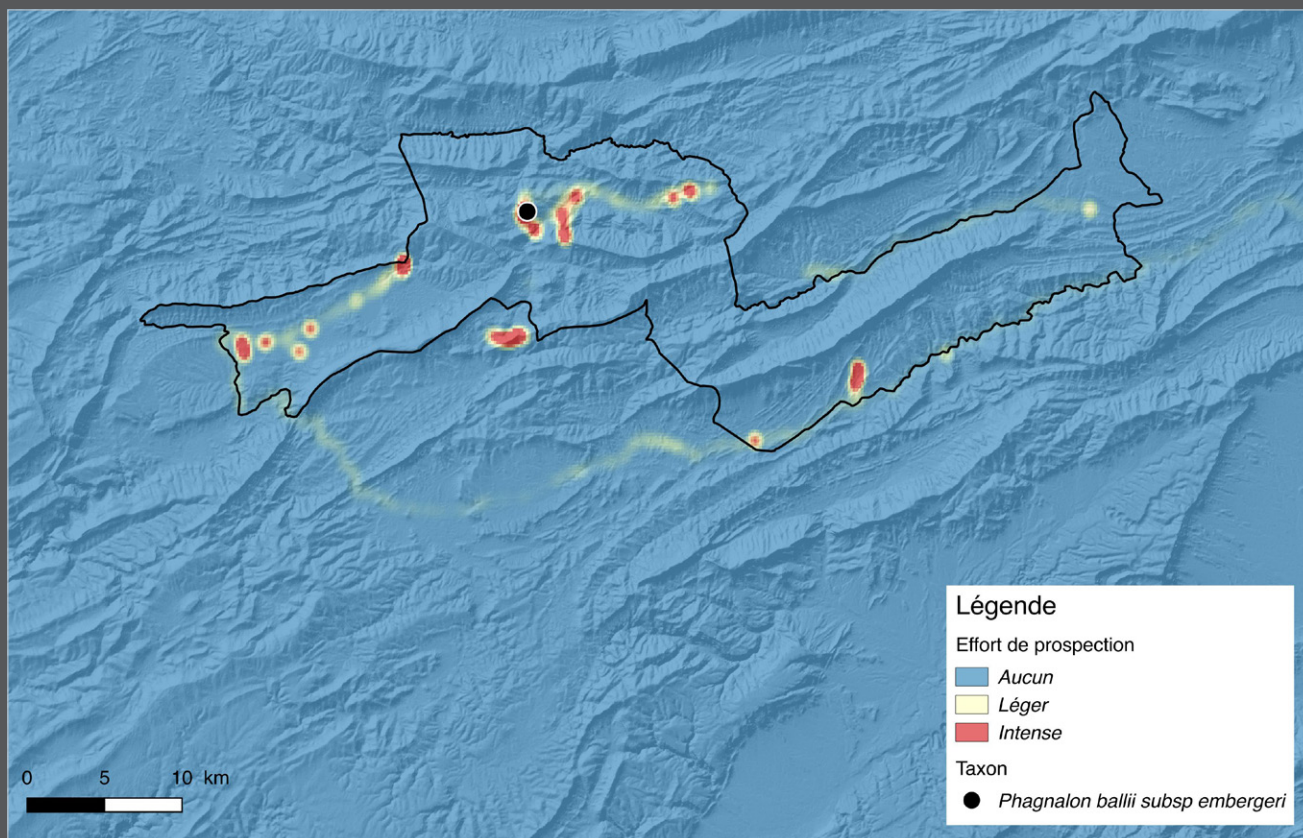 Légende
Effort de prospection
Aucun
Léger
Intense
Taxon
Phagnalon ballii subsp embergeri
0 5 10 km